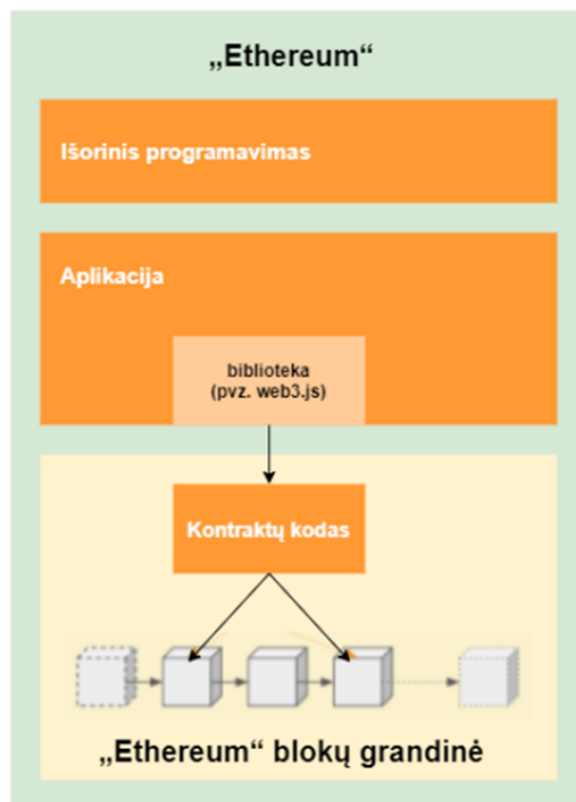 „Ethereum“
Išorinis programavimas
Aplikacija
biblioteka
(pvz. web3.js)
Kontraktų kodas
„Ethereum“ blokų grandinė